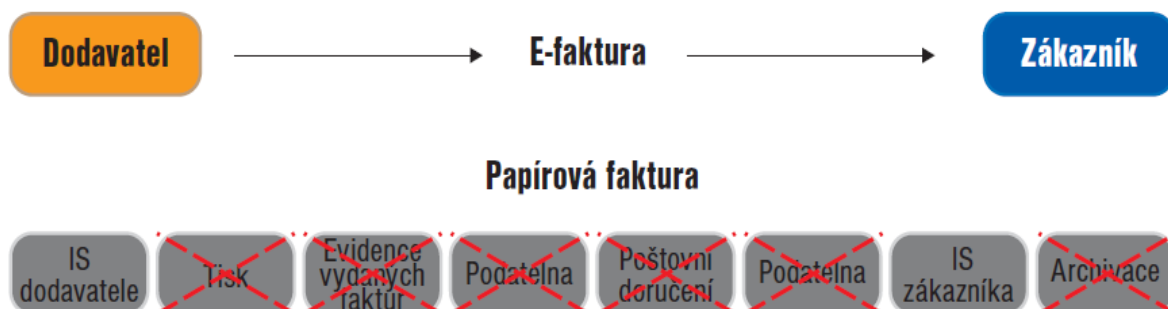 Dodavatel E-faktura Zákazník
Papírová faktura
IS
dodavatele
Tisk
Evidence
vydaných
faktur
Podatelna
Poštovní
doručení
Podatelna
IS
zákazníka
Archivace